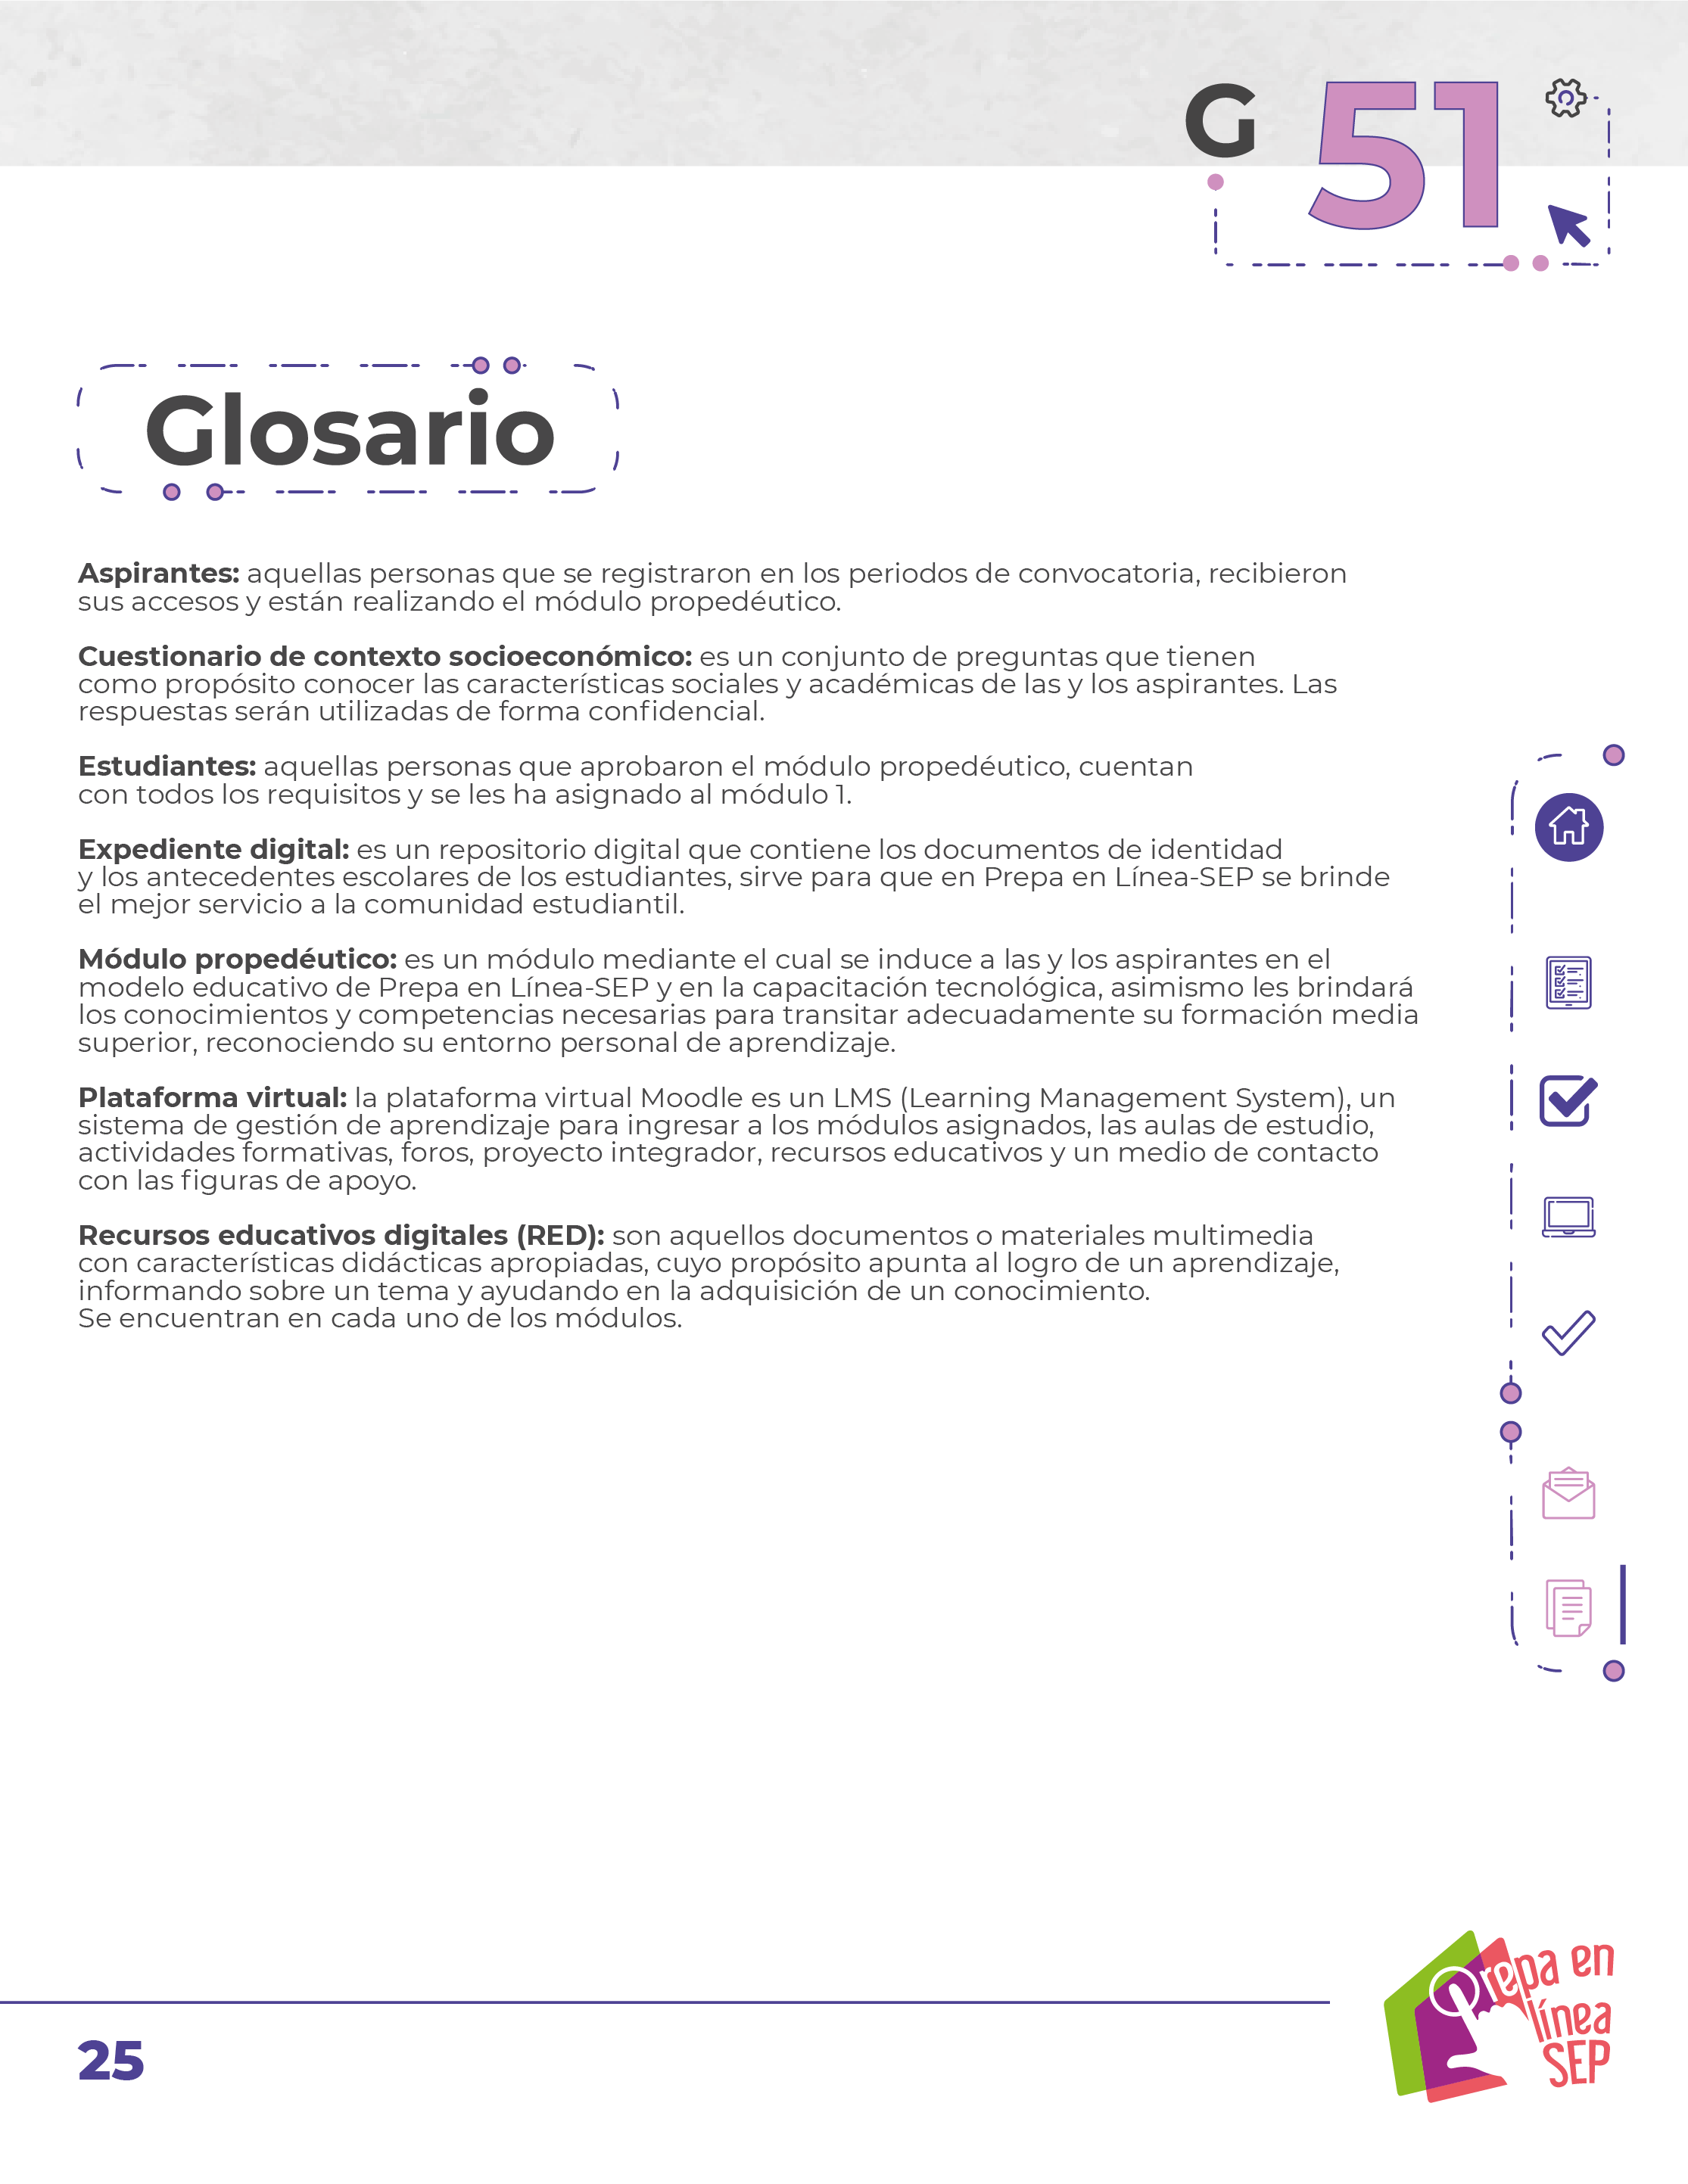 G 51
Glosario
Aspirantes: aquellas personas que se registraron en los periodos de convocatoria, recibieron
sus accesos y están realizando el módulo propedéutico.
Cuestionario de contexto socioeconómico: es un conjunto de preguntas que tienen
como propósito conocer las características sociales y académicas de las y los aspirantes. Las
respuestas serán utilizadas de forma confidencial.
Estudiantes: aquellas personas que aprobaron el módulo propedéutico, cuentan
con todos los requisitos y se les ha asignado al módulo 1.
Expediente digital: es un repositorio digital que contiene los documentos de identidad
y los antecedentes escolares de los estudiantes, sirve para que en Prepa en Línea-SEP se brinde
el mejor servicio a la comunidad estudiantil.
Módulo propedéutico: es un módulo mediante el cual se induce a las y los aspirantes en el
modelo educativo de Prepa en Línea-SEP y en la capacitación tecnológica, asimismo les brindará
los conocimientos y competencias necesarias para transitar adecuadamente su formación media
superior, reconociendo su entorno personal de aprendizaje.
Plataforma virtual: la plataforma virtual Moodle es un LMS (Learning Management System), un
sistema de gestión de aprendizaje para ingresar a los módulos asignados, las aulas de estudio,
actividades formativas, foros, proyecto integrador, recursos educativos y un medio de contacto
con las figuras de apoyo.
Recursos educativos digitales (RED): son aquellos documentos o materiales multimedia
con características didácticas apropiadas, cuyo propósito apunta al logro de un aprendizaje,
informando sobre un tema y ayudando en la adquisición de un conocimiento.
Se encuentran en cada uno de los módulos.
25
Prepa en
línea
SEP